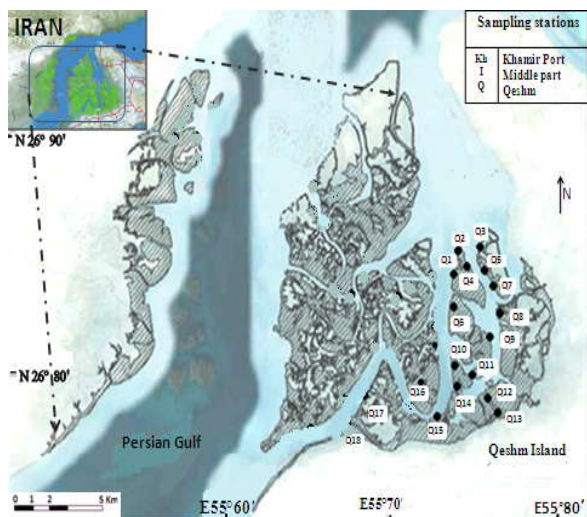 IRAN
Sampling stations
Kh Khamir Port
I Middle part
Q Qeshm
N 26° 90'
N
Q3
Q2
Q1
Q5
Q4
Q7
Q6
Q8
Q9
Q10
Q11
= N 26° 80'
Q16
Q14
Q12
Q17
Q15
Q13
Q18
Persian Gulf
Qeshm Island
0 1 2 5 Km
E55°60'
E55°70'
E55°80'